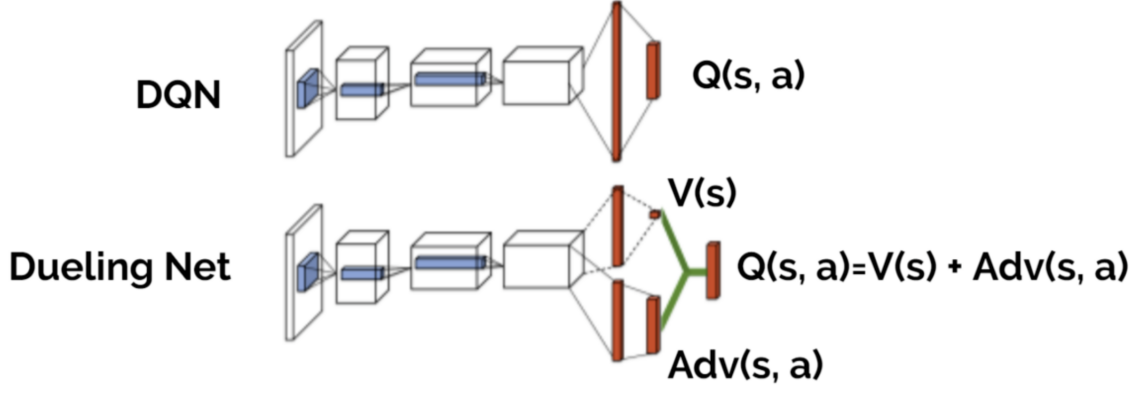 DQN
Q(s, a)
Dueling Net
V(s)
Q(s, a)=V(s) + Adv(s, a)
Adv(s, a)